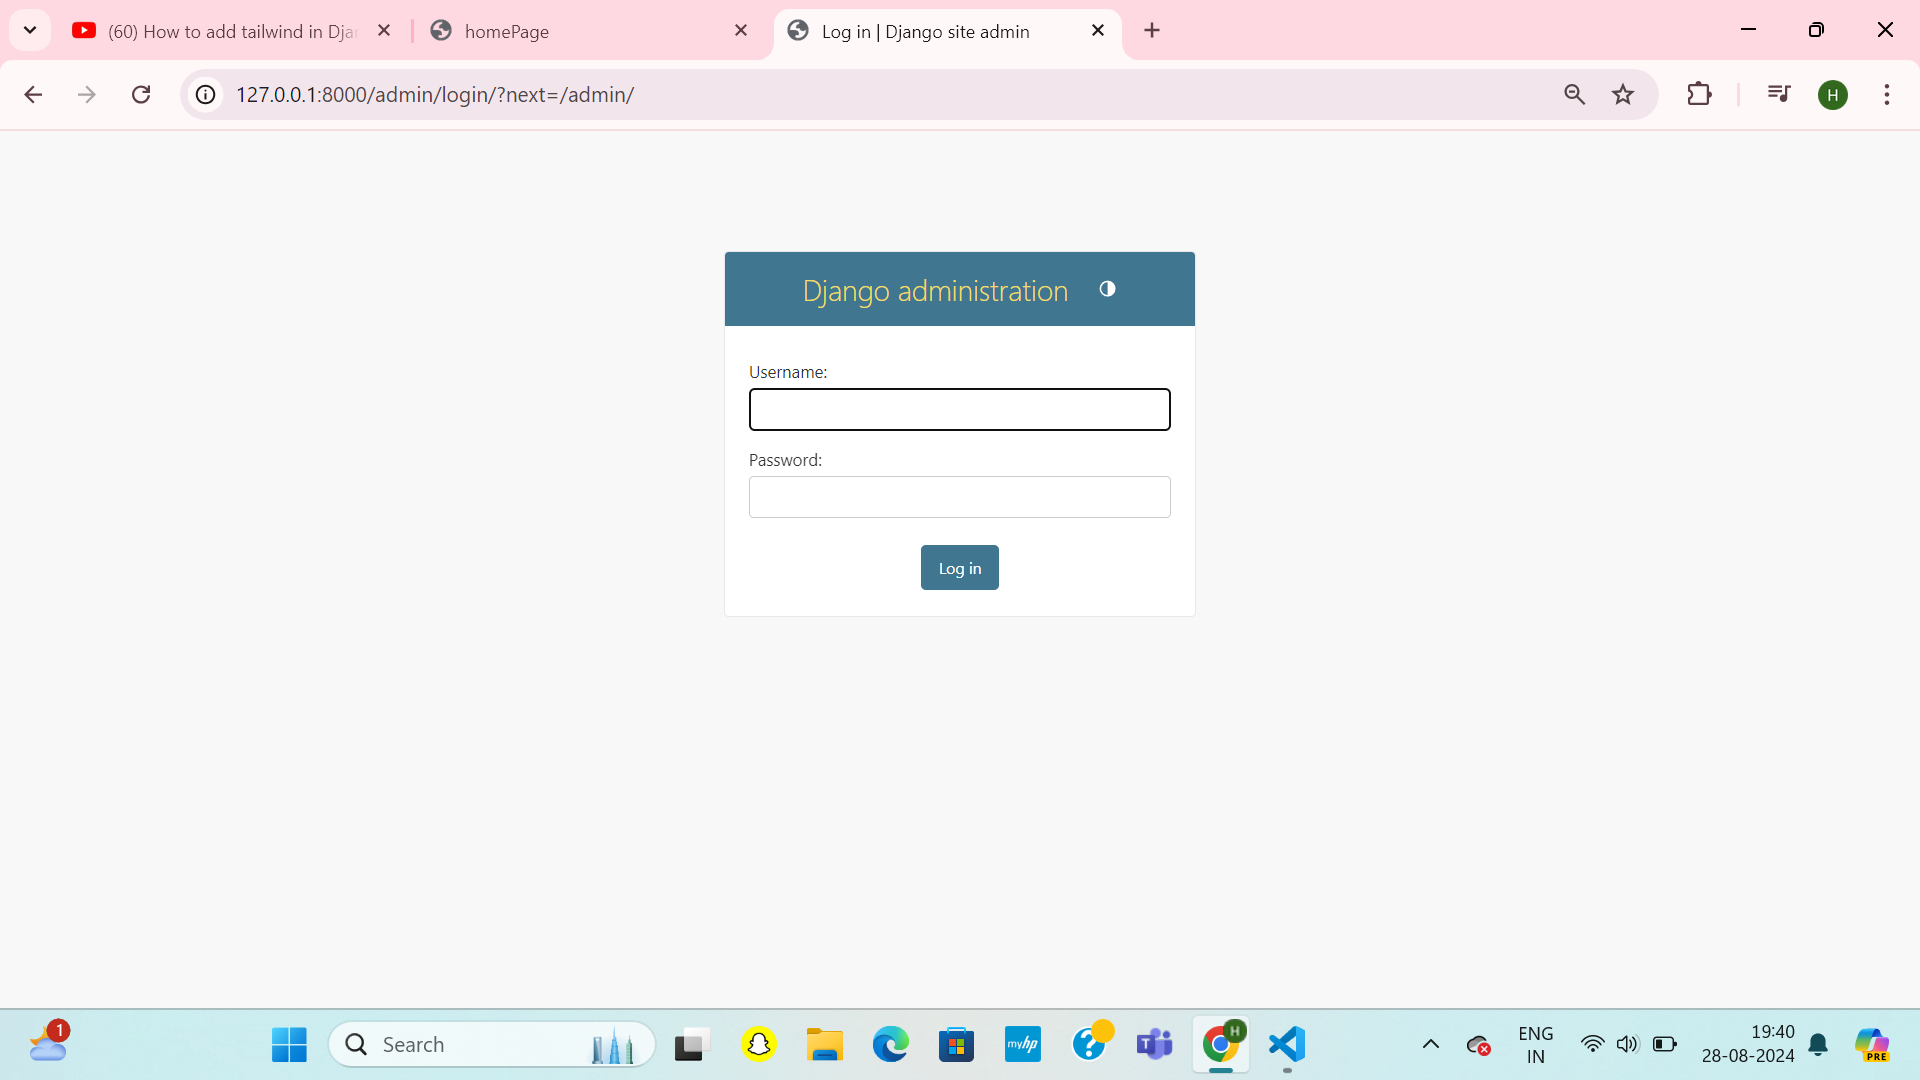 (60) How to add tailwind in Djan
homePage
Log in | Django site admin
127.0.0.1:8000/admin/login/?next=/admin/
H
Django administration
Username:
Password:
Log in
1
Search
myhp
H
ENG
IN
19:40
28-08-2024
PRE